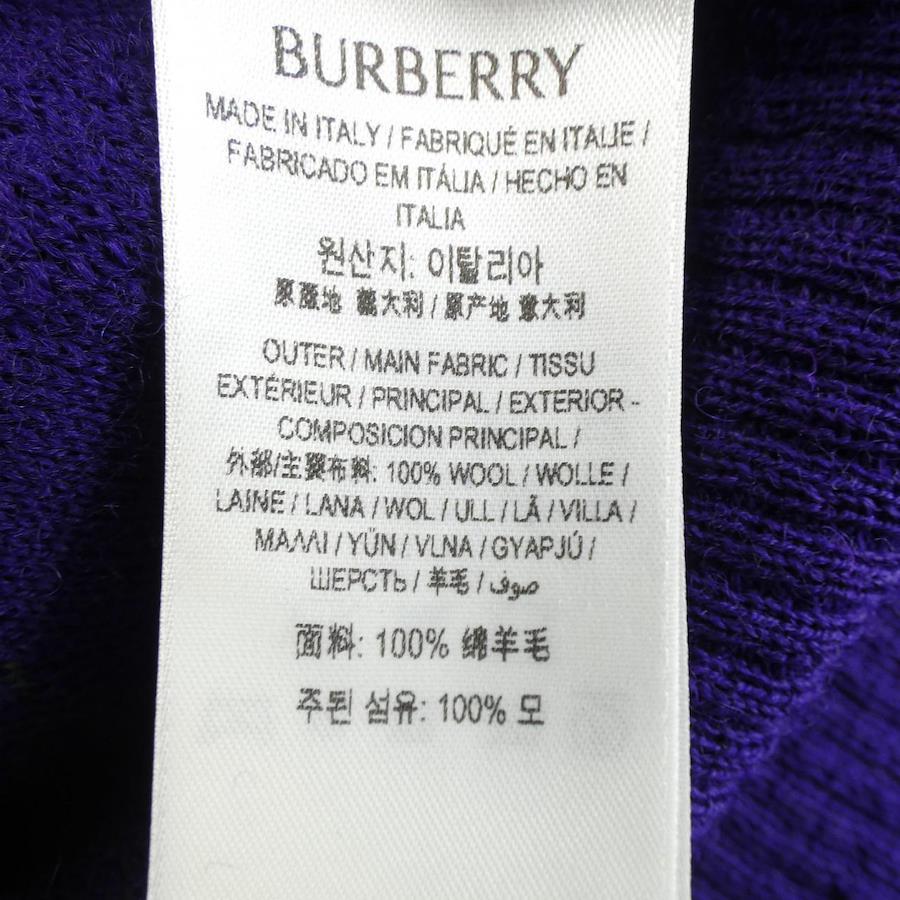 BURBERRY
MADE IN ITALY / FABRIQUÉ EN ITALIE /
FABRICADO EM ITÁLIA / HECHO EN
ITALIA
원산지: 이탈리아
原產地 義大利 / 原产地 意大利
OUTER / MAIN FABRIC / TISSU
EXTÉRIEUR / PRINCIPAL / EXTERIOR -
COMPOSICION PRINCIPAL /
外部/主要布料: 100% WOOL / WOLLE /
LAINE / LANA / WOL / ULL / LÃ / VILLA /
ΜΑΛΛΙ / YÜN / VLNA / GYAPJÚ /
ШЕРСТЬ / 羊毛 / صوف
面料: 100% 绵羊毛
주된 섬유: 100% 모